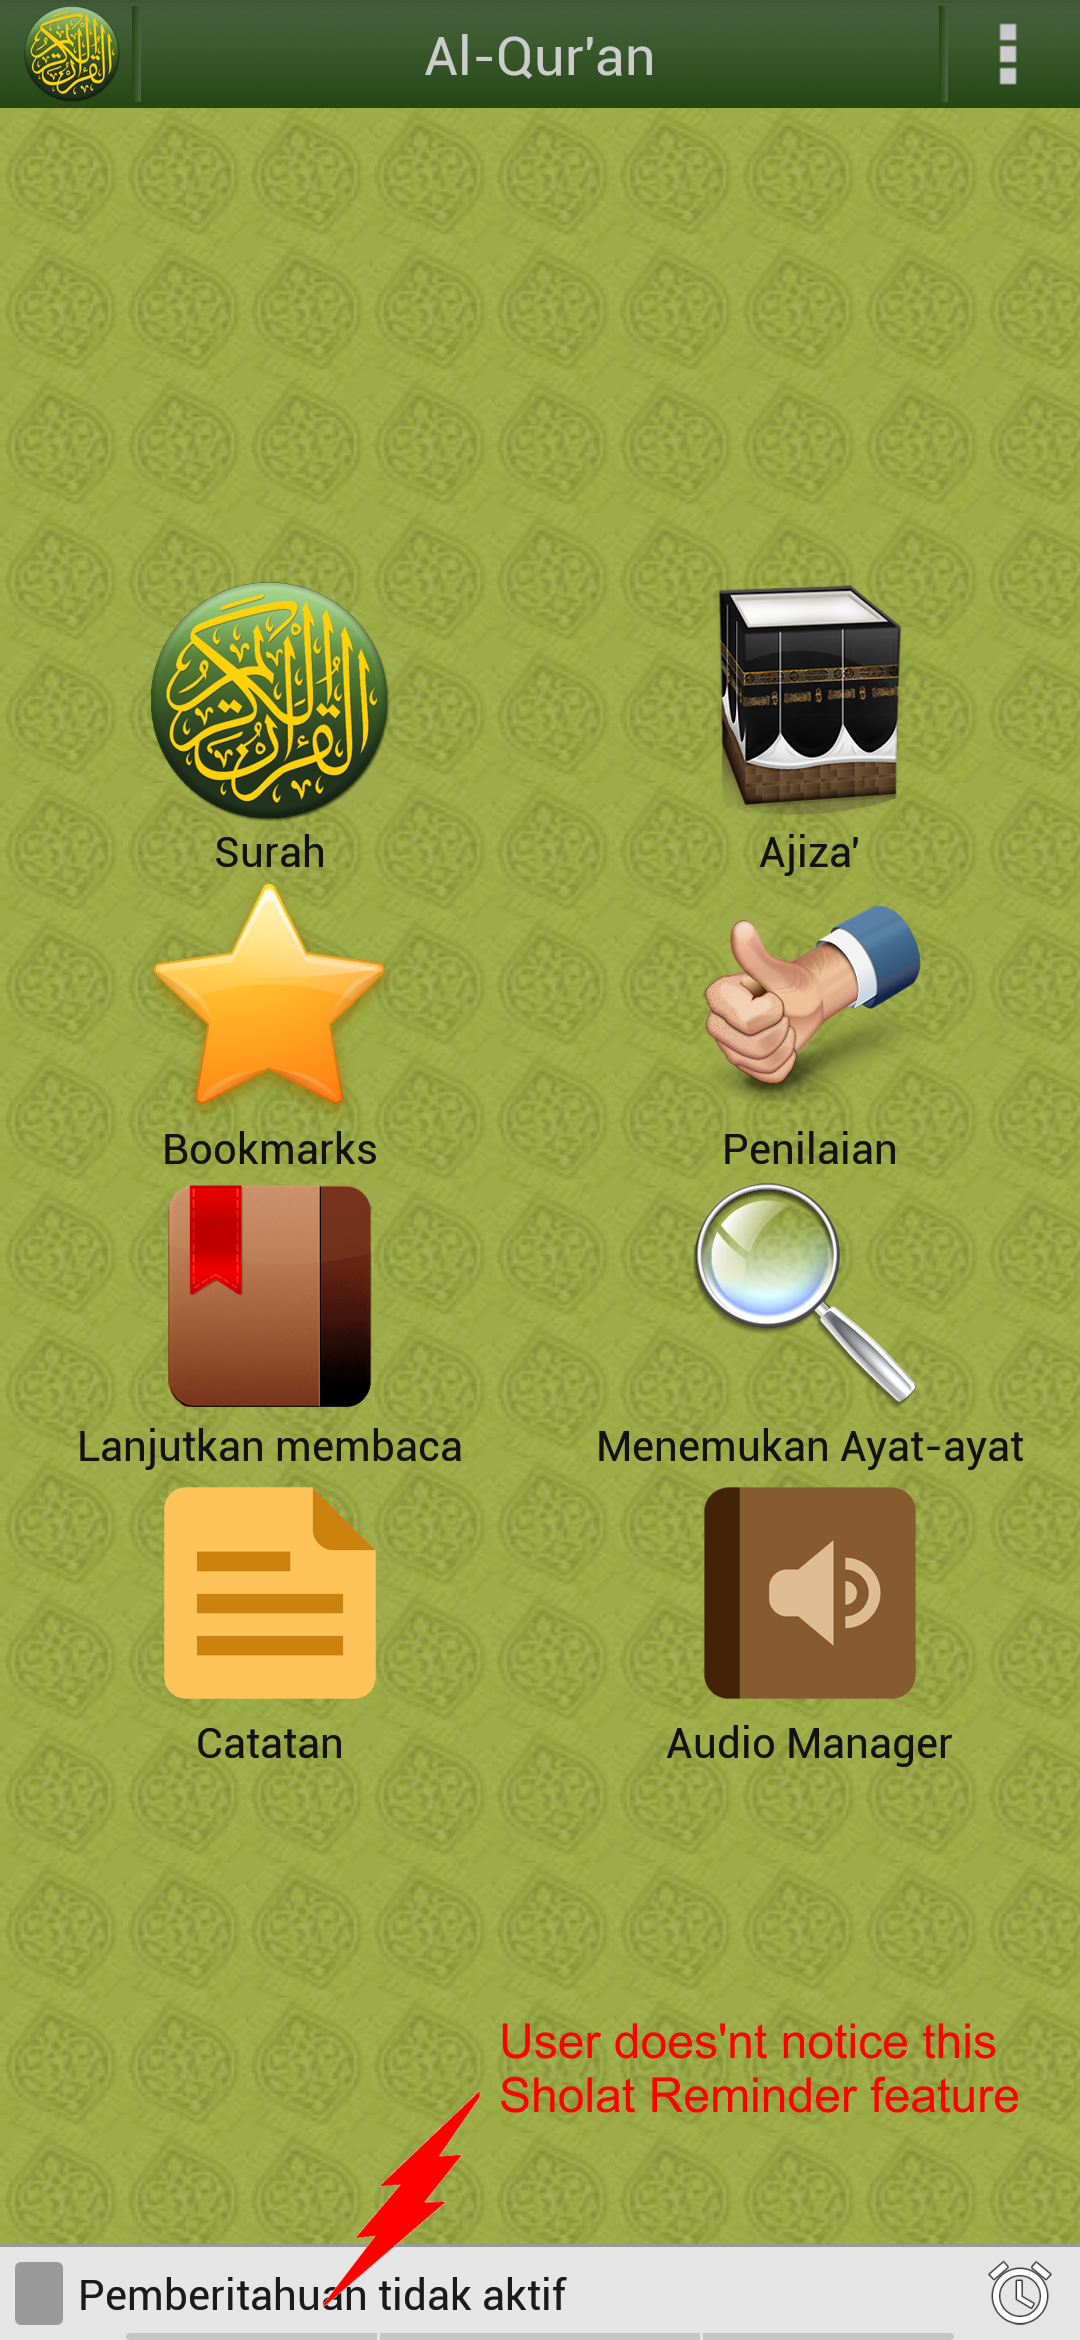 Al-Qur'an
Surah
Ajiza'
Bookmarks
Penilaian
Lanjutkan membaca
Menemukan Ayat-ayat
Catatan
Audio Manager
User does'nt notice this
Sholat Reminder feature
Pemberitahuan tidak aktif